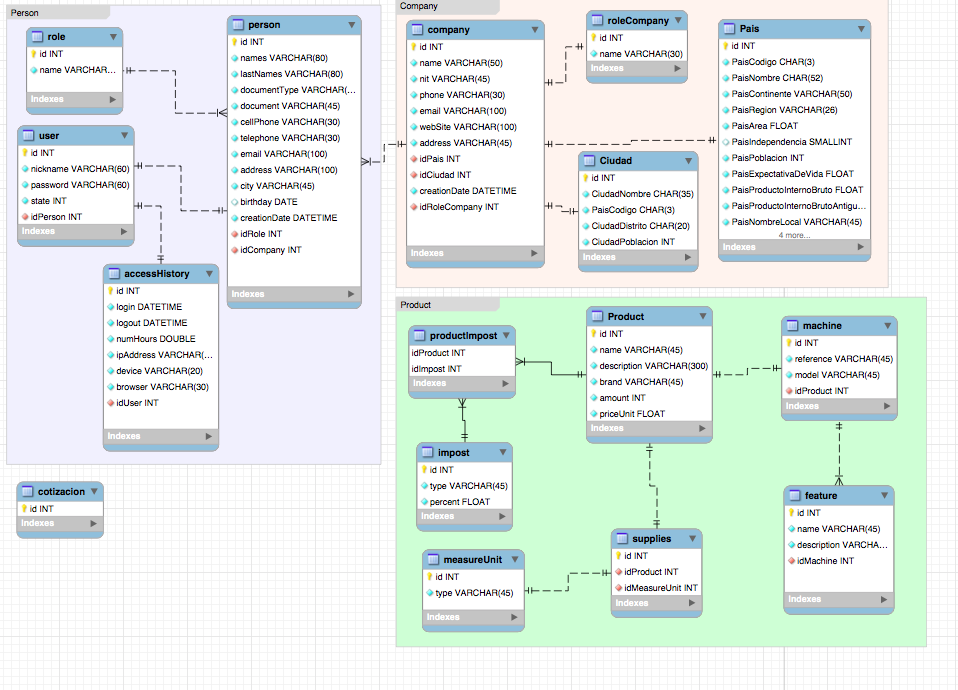 Person
role
id INT
name VARCHAR...
Indexes
user
id INT
nickname VARCHAR(60)
password VARCHAR(60)
state INT
idPerson INT
Indexes
person
id INT
names VARCHAR(80)
lastNames VARCHAR(80)
documentType VARCHAR(...
document VARCHAR(45)
cellPhone VARCHAR(30)
telephone VARCHAR(30)
email VARCHAR(100)
address VARCHAR(100)
city VARCHAR(45)
birthday DATE
creationDate DATETIME
idRole INT
idCompany INT
Indexes
accessHistory
id INT
login DATETIME
logout DATETIME
numHours DOUBLE
ipAddress VARCHAR(...
device VARCHAR(20)
browser VARCHAR(30)
idUser INT
Indexes
cotizacion
id INT
Indexes
Company
company
id INT
name VARCHAR(50)
nit VARCHAR(45)
phone VARCHAR(30)
email VARCHAR(100)
webSite VARCHAR(100)
address VARCHAR(45)
idPais INT
idCiudad INT
creationDate DATETIME
idRoleCompany INT
Indexes
roleCompany
id INT
name VARCHAR(30)
Indexes
Ciudad
id INT
CiudadNombre CHAR(35)
PaisCodigo CHAR(3)
CiudadDistrito CHAR(20)
CiudadPoblacion INT
Indexes
Pais
id INT
PaisCodigo CHAR(3)
PaisNombre CHAR(52)
PaisContinente VARCHAR(50)
PaisRegion VARCHAR(26)
PaisArea FLOAT
PaisIndependencia SMALLINT
PaisPoblacion INT
PaisExpectativaDeVida FLOAT
PaisProductoInternoBruto FLOAT
PaisProductoInternoBrutoAntigu...
PaisNombreLocal VARCHAR(45)
4 more...
Indexes
Product
productImpost
idProduct INT
idImpost INT
Indexes
Product
id INT
name VARCHAR(45)
description VARCHAR(300)
brand VARCHAR(45)
amount INT
priceUnit FLOAT
Indexes
machine
id INT
reference VARCHAR(45)
model VARCHAR(45)
idProduct INT
Indexes
impost
id INT
type VARCHAR(45)
percent FLOAT
Indexes
feature
id INT
name VARCHAR(45)
description VARCHA...
idMachine INT
Indexes
measureUnit
id INT
type VARCHAR(45)
Indexes
supplies
id INT
idProduct INT
idMeasureUnit INT
Indexes